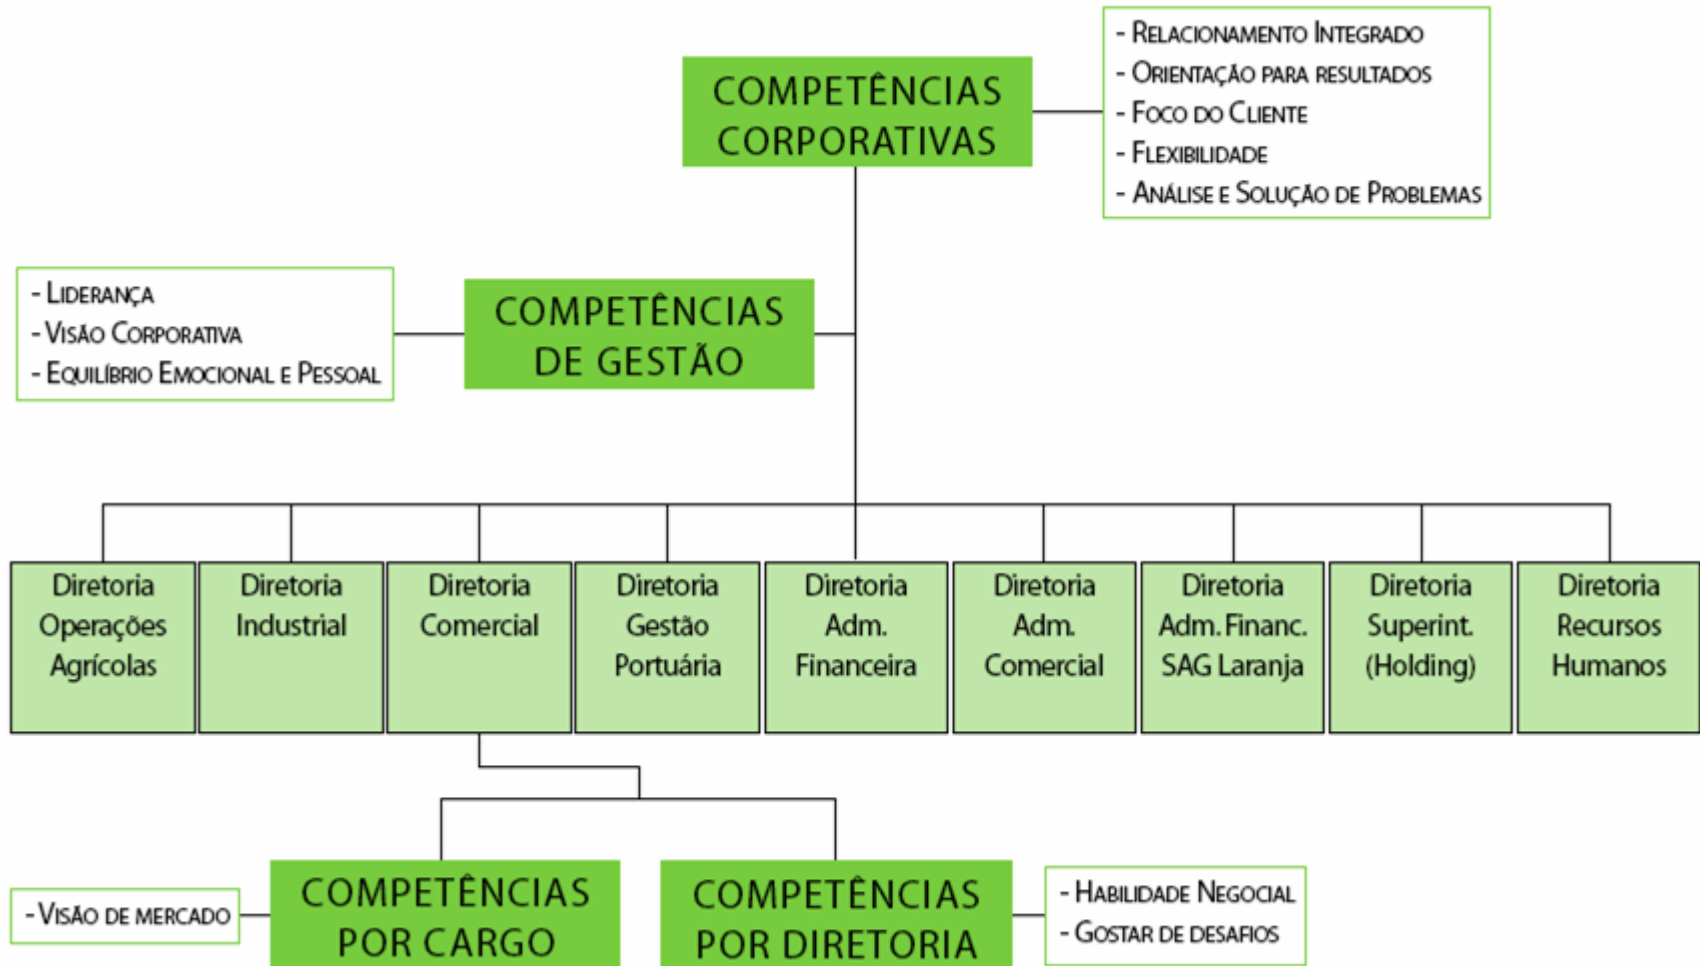 COMPETÊNCIAS
CORPORATIVAS
- RELACIONAMENTO INTEGRADO
- ORIENTAÇÃO PARA RESULTADOS
- FOCO DO CLIENTE
- FLEXIBILIDADE
- ANÁLISE E SOLUÇÃO DE PROBLEMAS
- LIDERANÇA
- VISÃO CORPORATIVA
- EQUILÍBRIO EMOCIONAL E PESSOAL
COMPETÊNCIAS
DE GESTÃO
Diretoria
Operações
Agrícolas
Diretoria
Industrial
Diretoria
Comercial
Diretoria
Gestão
Portuária
Diretoria
Adm.
Financeira
Diretoria
Adm.
Comercial
Diretoria
Adm. Financ.
SAG Laranja
Diretoria
Superint.
(Holding)
Diretoria
Recursos
Humanos
- VISÃO DE MERCADO
COMPETÊNCIAS
POR CARGO
COMPETÊNCIAS
POR DIRETORIA
- HABILIDADE NEGOCIAL
- GOSTAR DE DESAFIOS